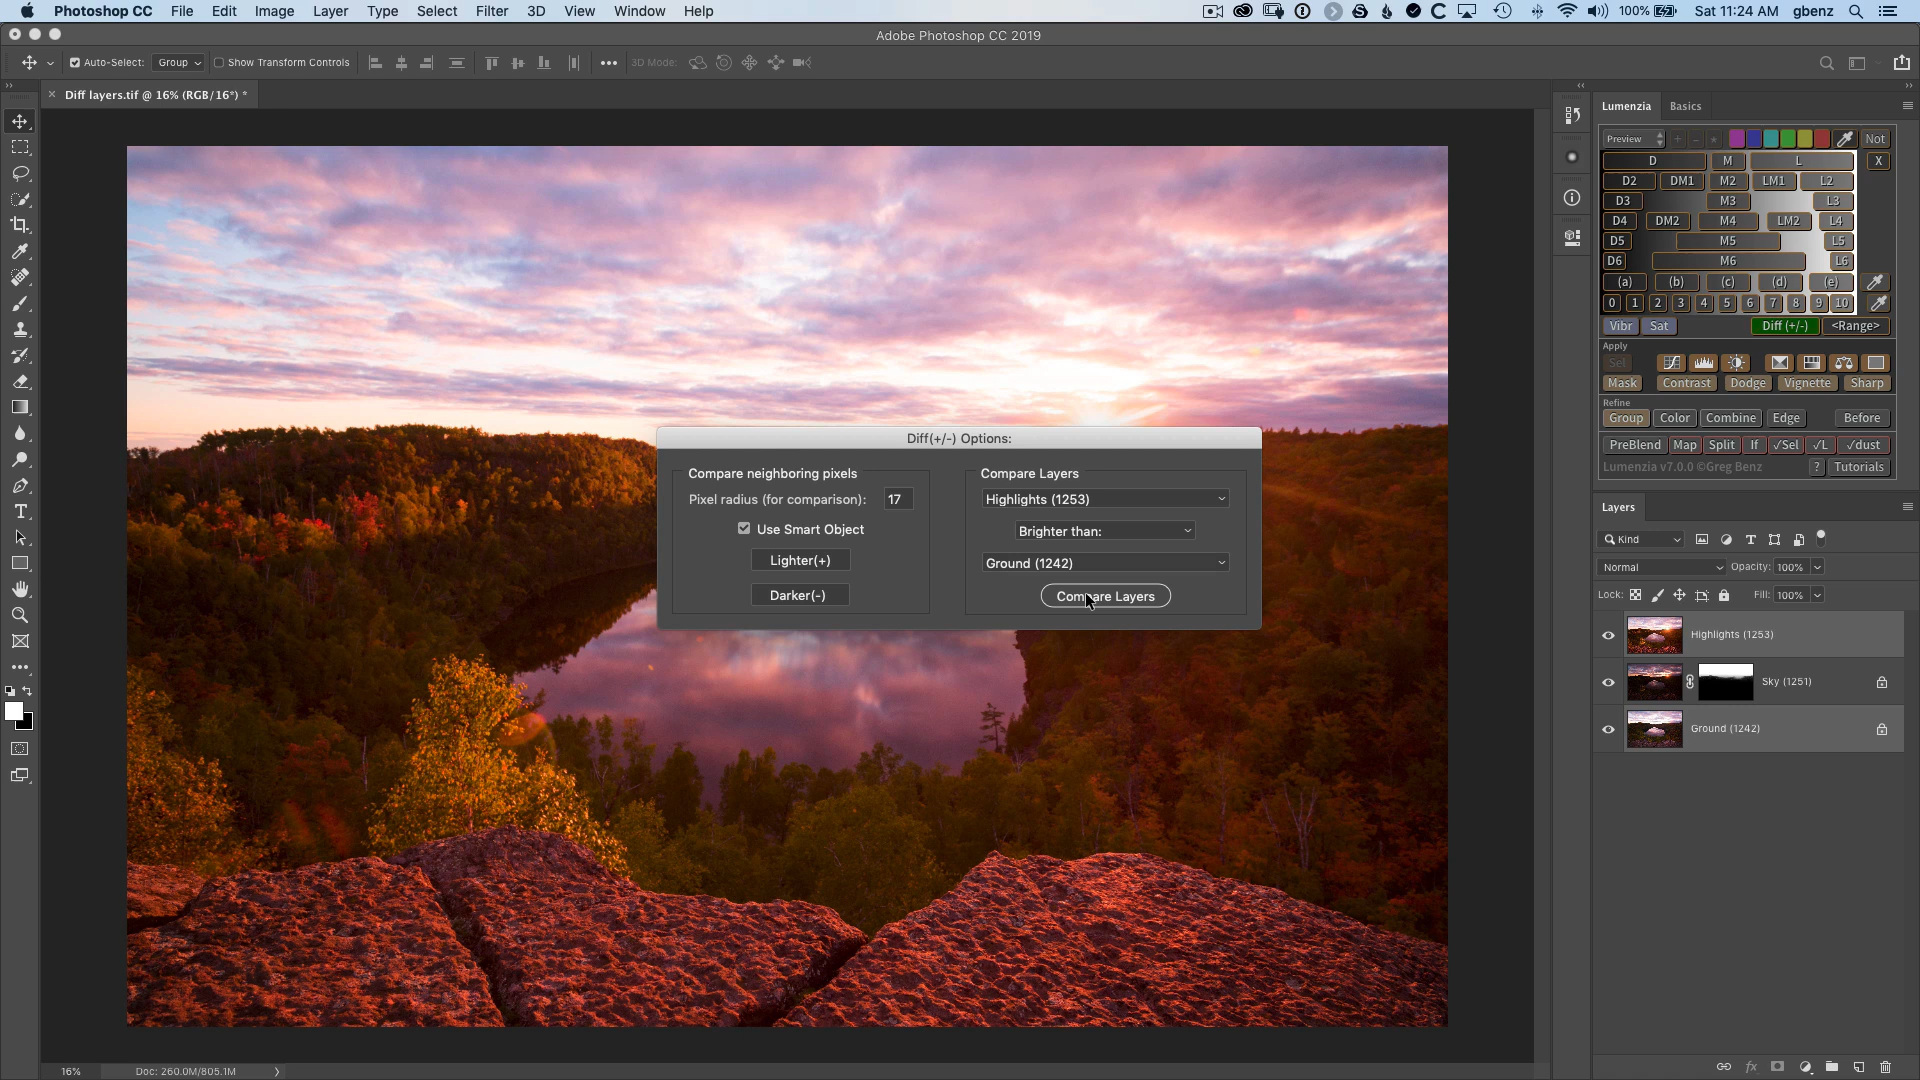 Photoshop CC File Edit Image Layer Type Select Filter 3D View Window Help 100% Sat 11:24 AM gbenz
Adobe Photoshop CC 2019
Auto-Select: Group Show Transform Controls 3D Mode:
Diff layers.tif @ 16% (RGB/16*) *
Lumenzia Basics
Preview Not
D M L X
D2 DM1 M2 LM1 L2
D3 M3 L3
D4 DM2 M4 LM2 L4
D5 M5 L5
D6 M6 L6
(a) (b) (c) (d) (e)
0 1 2 3 4 5 6 7 8 9 10
Vibr Sat Diff (+/-) <Range>
Apply
Sel
Mask Contrast Dodge Vignette Sharp
Refine
Group Color Combine Edge Before
PreBlend Map Split If ✓Sel ✓L ✓dust
Lumenzia v7.0.0 ©Greg Benz ? Tutorials
Diff(+/-) Options:
Compare neighboring pixels
Pixel radius (for comparison): 17
Use Smart Object
Lighter(+)
Darker(-)
Compare Layers
Highlights (1253)
Brighter than:
Ground (1242)
Compare Layers
Layers
Kind
Normal Opacity: 100%
Lock: Fill: 100%
Highlights (1253)
Sky (1251)
Ground (1242)
16% Doc: 260.0M/805.1M